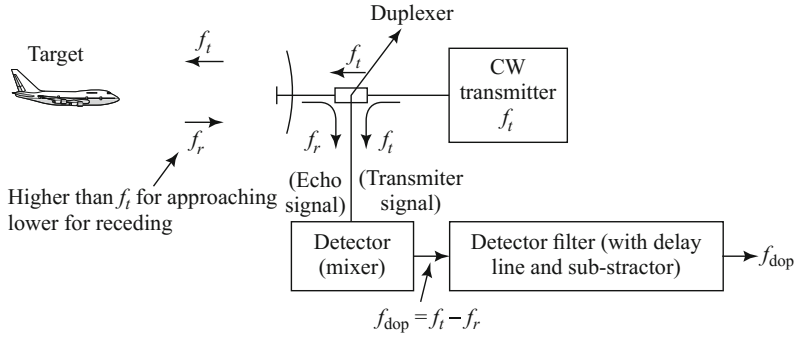 Duplexer
Target
f_t
f_t
CW
transmitter
f_t
f_r
f_r
f_t
Higher than f_t for approaching
lower for receding
(Echo
signal)
(Transmiter
signal)
Detector
(mixer)
Detector filter (with delay
line and sub-stractor)
f_dop
f_dop = f_t – f_r